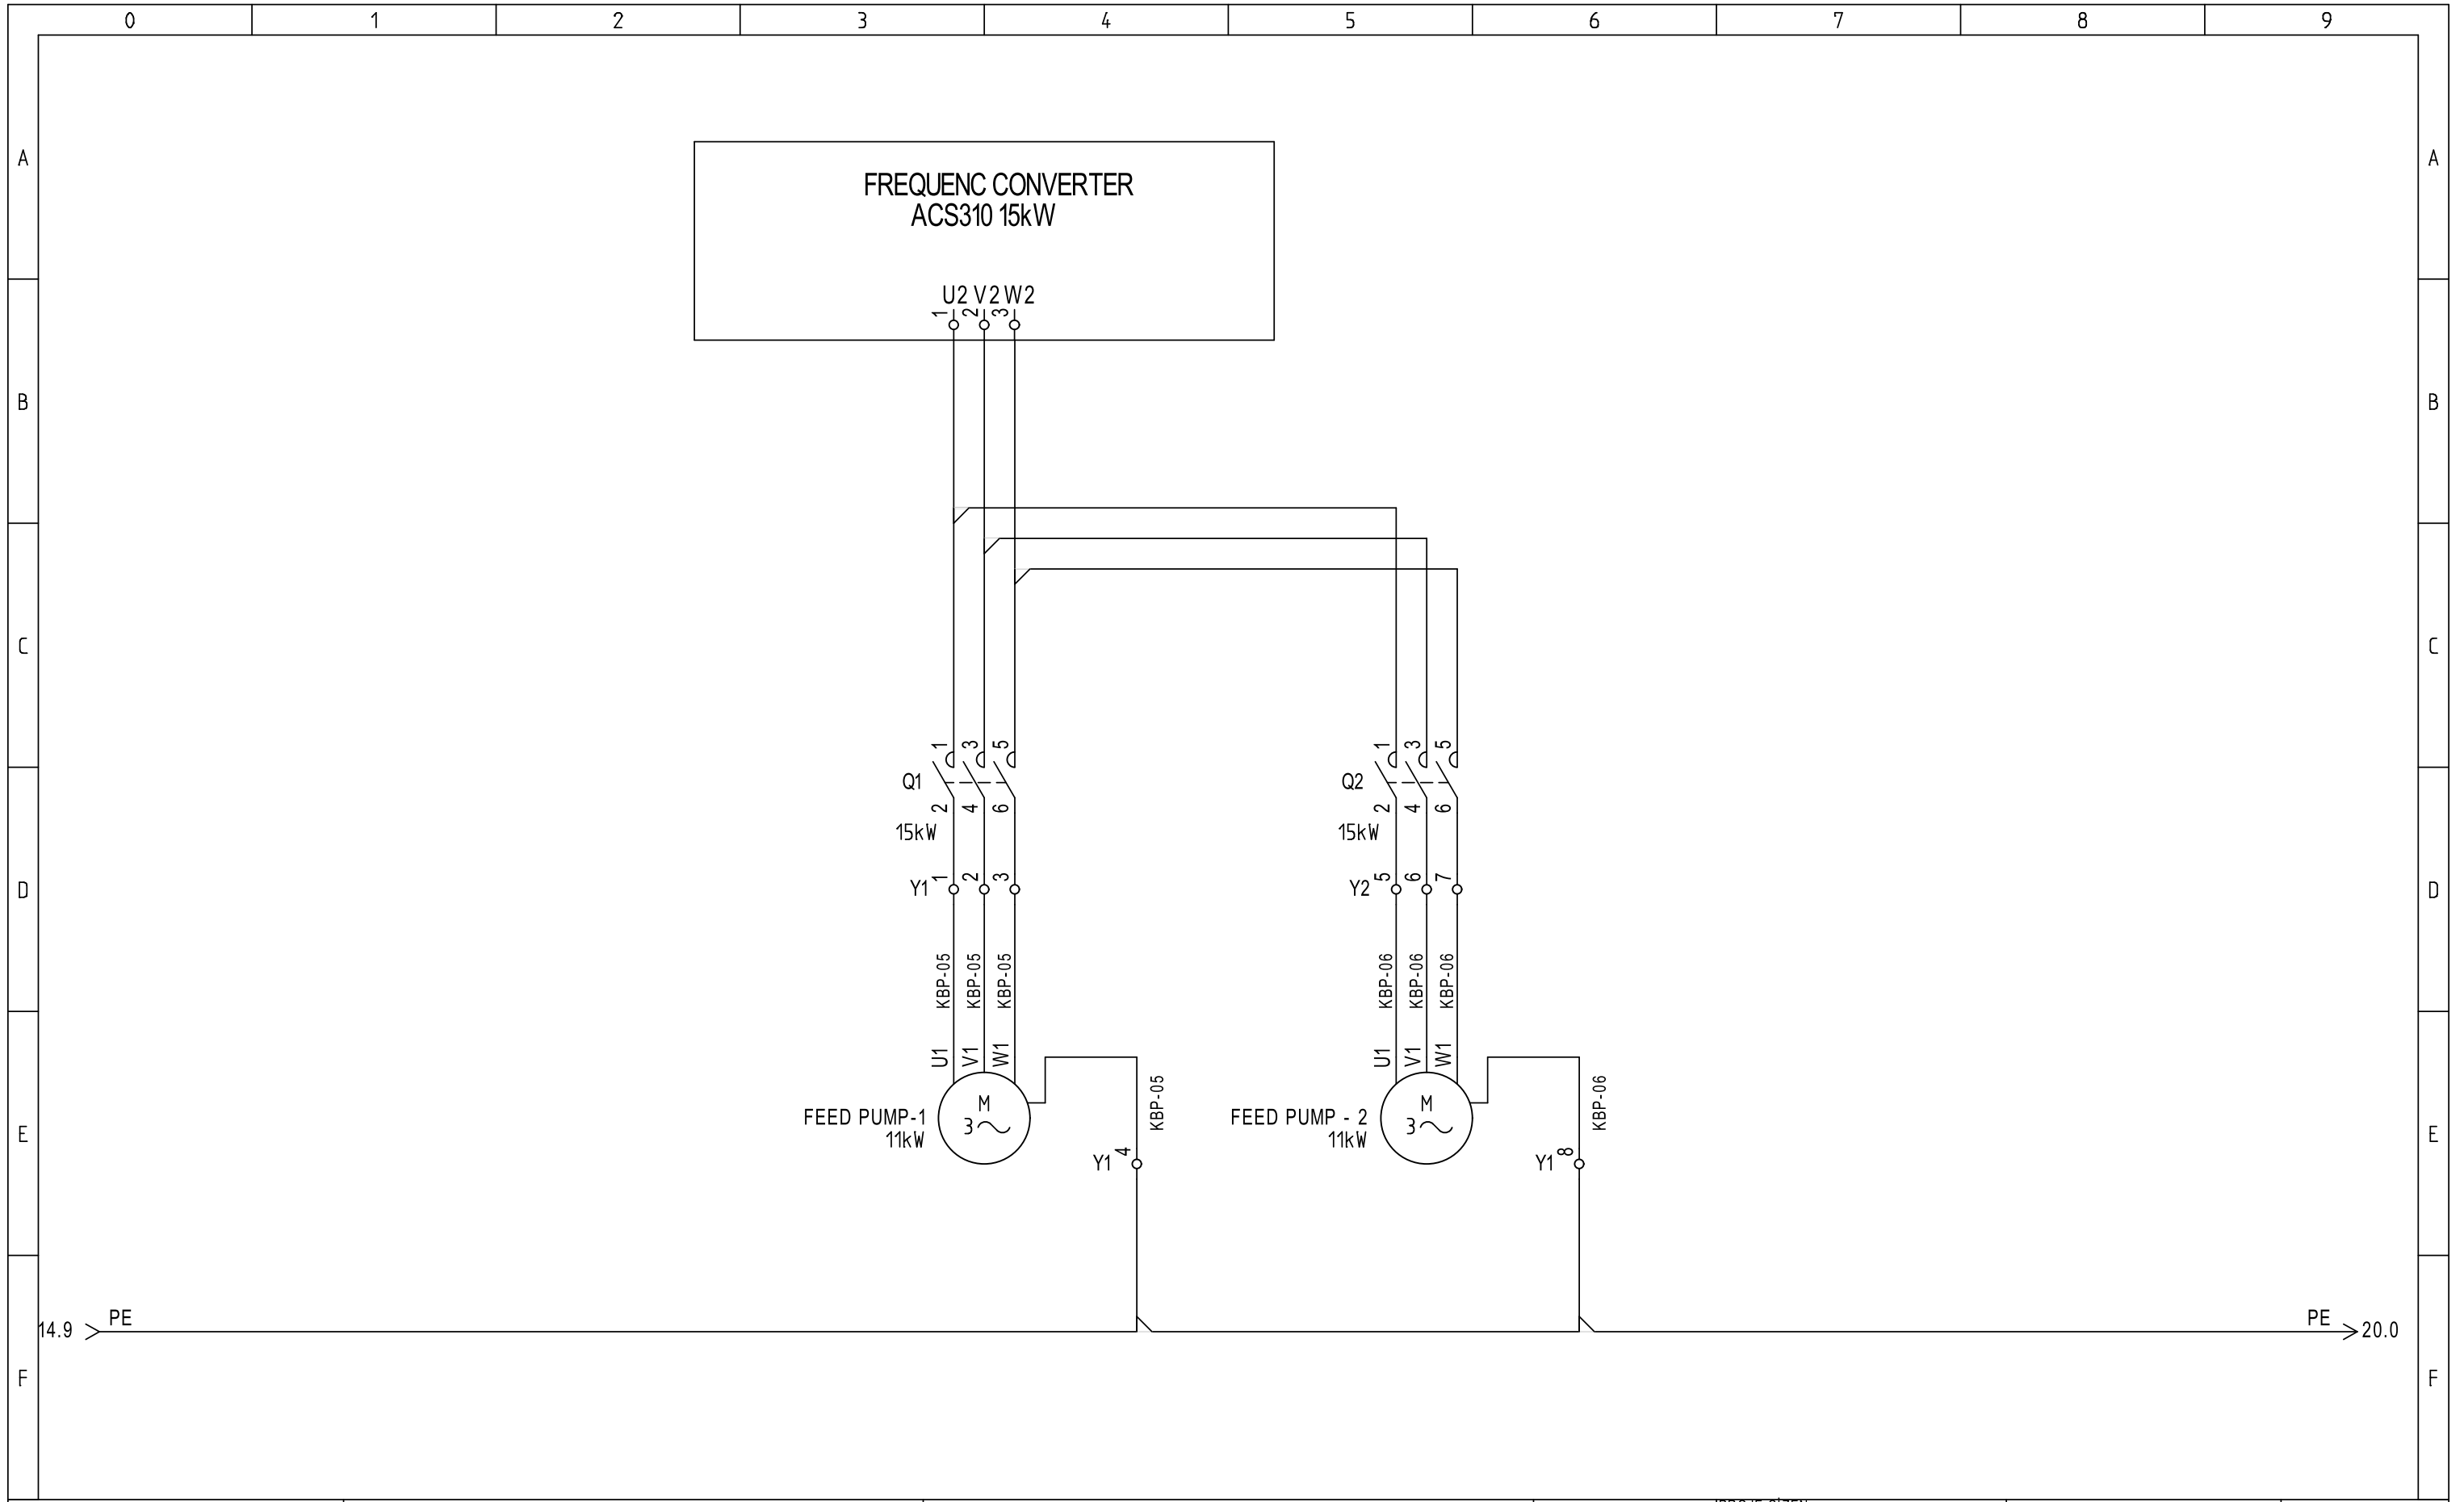 0 1 2 3 4 5 6 7 8 9
A A
FREQUENC CONVERTER
ACS310 15kW
U2 V2 W2
1 2 3
B B
C C
1 3 5 1 3 5
Q1 Q2
2 4 6 2 4 6
15kW 15kW
Y1 1 2 3 Y2 5 6 7
D D
KBP-05 KBP-05 KBP-05 KBP-06 KBP-06 KBP-06
U1 V1 W1 U1 V1 W1
KBP-05 KBP-06
M M
FEED PUMP-1 3 FEED PUMP - 2 3
11kW 11kW
E E
Y1 4 Y1 8
PE PE
14.9 20.0
F F